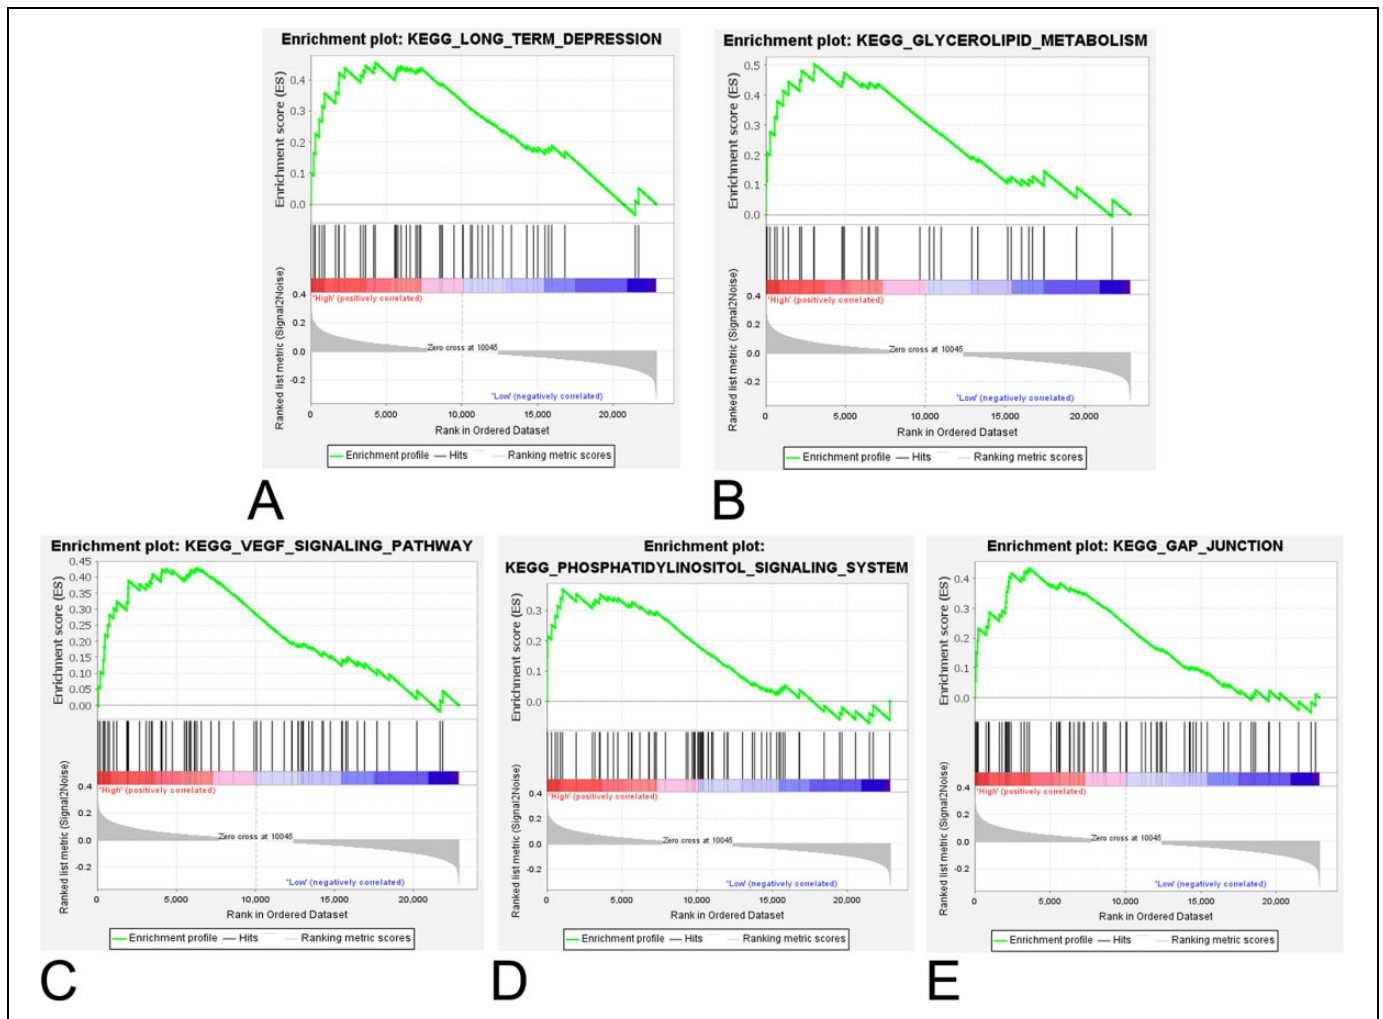 Enrichment plot: KEGG_LONG_TERM_DEPRESSION
Enrichment score (ES)
0.4
0.3
0.2
0.1
0.0
'High' (positively correlated)
Ranked list metric (Signal2Noise)
0.4
0.2
0.0
-0.2
Zero cross at 10045
'Low' (negatively correlated)
0 5,000 10,000 15,000 20,000
Rank in Ordered Dataset
Enrichment profile Hits Ranking metric scores
A
Enrichment plot: KEGG_GLYCEROLIPID_METABOLISM
Enrichment score (ES)
0.5
0.4
0.3
0.2
0.1
0.0
'High' (positively correlated)
Ranked list metric (Signal2Noise)
0.4
0.2
0.0
-0.2
Zero cross at 10045
'Low' (negatively correlated)
0 5,000 10,000 15,000 20,000
Rank in Ordered Dataset
Enrichment profile Hits Ranking metric scores
B
Enrichment plot: KEGG_VEGF_SIGNALING_PATHWAY
Enrichment score (ES)
0.45
0.40
0.35
0.30
0.25
0.20
0.15
0.10
0.05
0.00
'High' (positively correlated)
Ranked list metric (Signal2Noise)
0.4
0.2
0.0
-0.2
Zero cross at 10045
'Low' (negatively correlated)
0 5,000 10,000 15,000 20,000
Rank in Ordered Dataset
Enrichment profile Hits Ranking metric scores
C
Enrichment plot:
KEGG_PHOSPHATIDYLINOSITOL_SIGNALING_SYSTEM
Enrichment score (ES)
0.3
0.2
0.1
0.0
'High' (positively correlated)
Ranked list metric (Signal2Noise)
0.4
0.2
0.0
-0.2
Zero cross at 10045
'Low' (negatively correlated)
0 5,000 10,000 15,000 20,000
Rank in Ordered Dataset
Enrichment profile Hits Ranking metric scores
D
Enrichment plot: KEGG_GAP_JUNCTION
Enrichment score (ES)
0.4
0.3
0.2
0.1
0.0
'High' (positively correlated)
Ranked list metric (Signal2Noise)
0.4
0.2
0.0
-0.2
Zero cross at 10045
'Low' (negatively correlated)
0 5,000 10,000 15,000 20,000
Rank in Ordered Dataset
Enrichment profile Hits Ranking metric scores
E